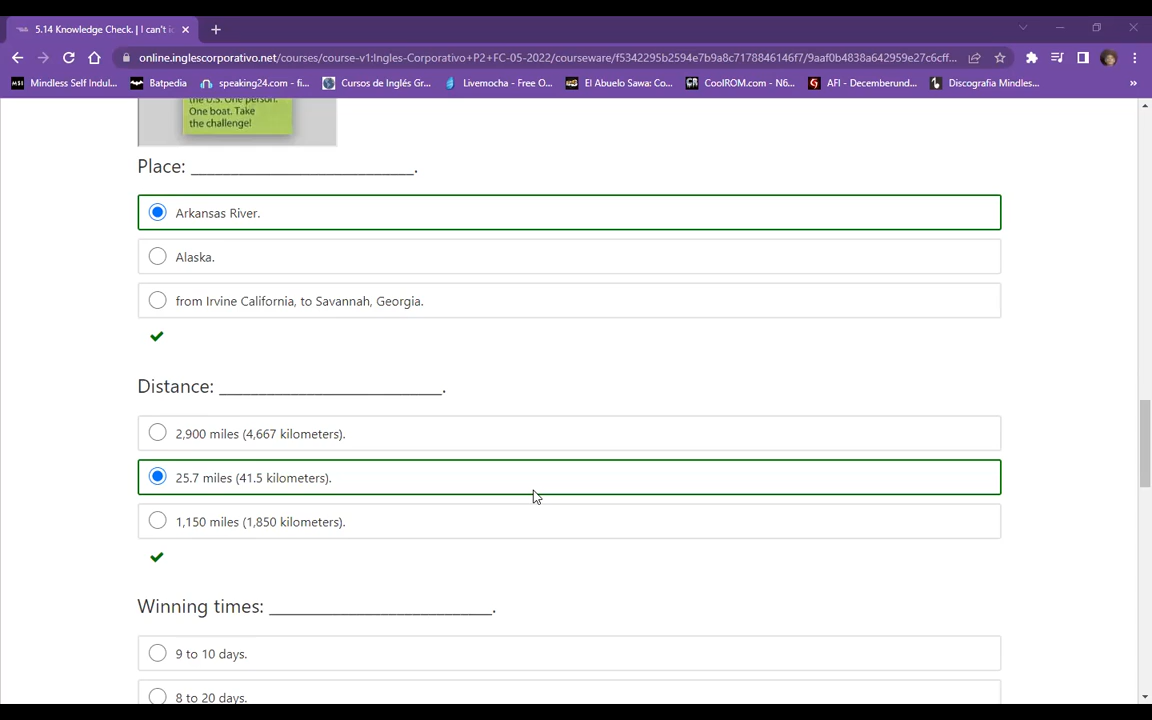 5.14 Knowledge Check. | I can't i
online.inglescorporativo.net/courses/course-v1:Ingles-Corporativo+P2+FC-05-2022/courseware/f5342295b2594e7b9a8c7178846146f7/9aaf0b4838a642959e27c6cff...
Mindless Self Indul... Batpedia speaking24.com - fi... Cursos de Inglés Gr... Livemocha - Free O... El Abuelo Sawa: Co... CoolROM.com - N6... AFI - Decemberund... Discografia Mindles... »
the U.S. One person.
One boat. Take
the challenge!
Place: ___________________________.
Arkansas River.
Alaska.
from Irvine California, to Savannah, Georgia.
Distance: ___________________________.
2,900 miles (4,667 kilometers).
25.7 miles (41.5 kilometers).
1,150 miles (1,850 kilometers).
Winning times: ___________________________.
9 to 10 days.
8 to 20 days.